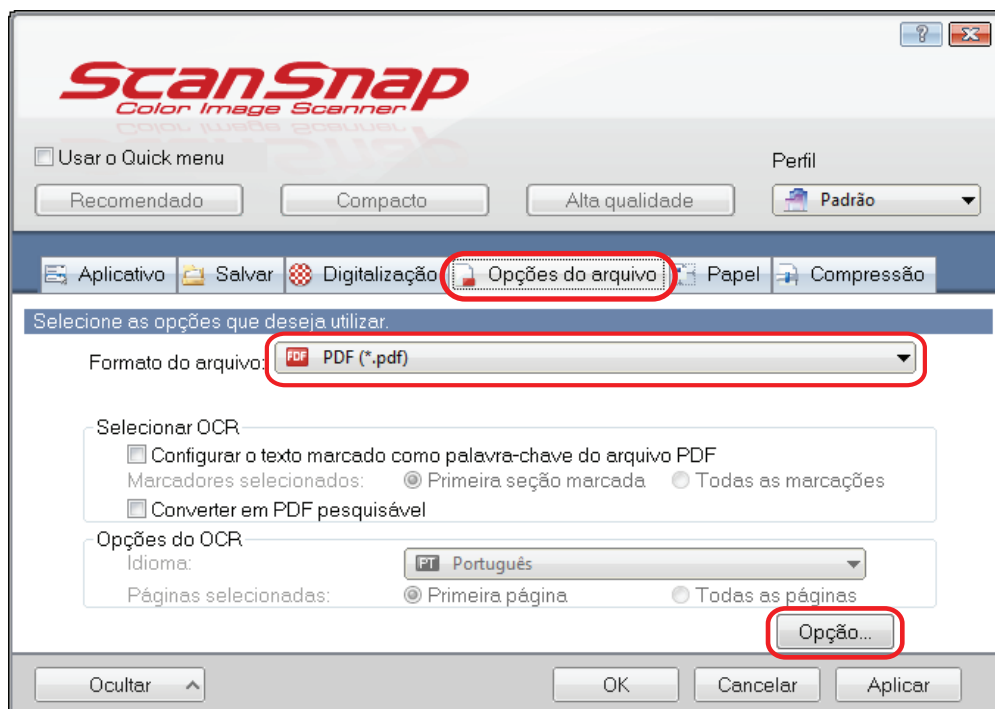 ScanSnap
Color Image Scanner
Usar o Quick menu
Perfil
Recomendado Compacto Alta qualidade Padrão
Aplicativo Salvar Digitalização Opções do arquivo Papel Compressão
Selecione as opções que deseja utilizar.
Formato do arquivo: PDF PDF (*.pdf)
Selecionar OCR
Configurar o texto marcado como palavra-chave do arquivo PDF
Marcadores selecionados: Primeira seção marcada Todas as marcações
Converter em PDF pesquisável
Opções do OCR
Idioma: PT Português
Páginas selecionadas: Primeira página Todas as páginas
Opção...
Ocultar OK Cancelar Aplicar